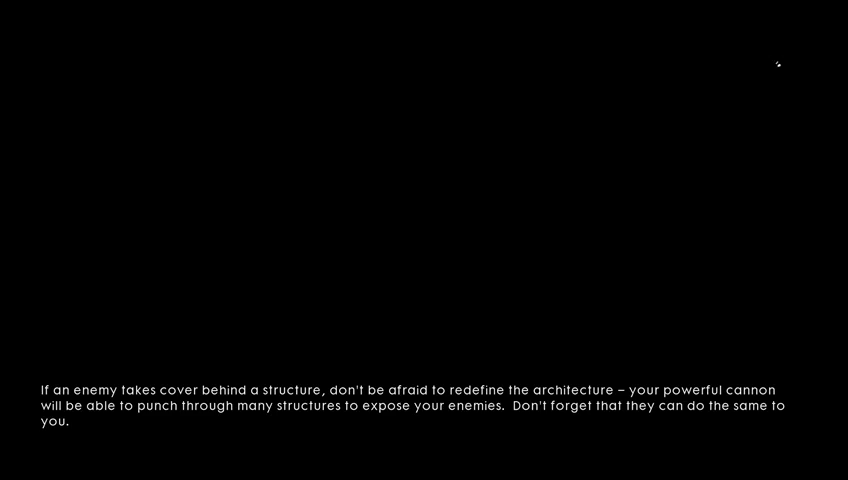 If an enemy takes cover behind a structure, don't be afraid to redefine the architecture – your powerful cannon
will be able to punch through many structures to expose your enemies.  Don't forget that they can do the same to
you.